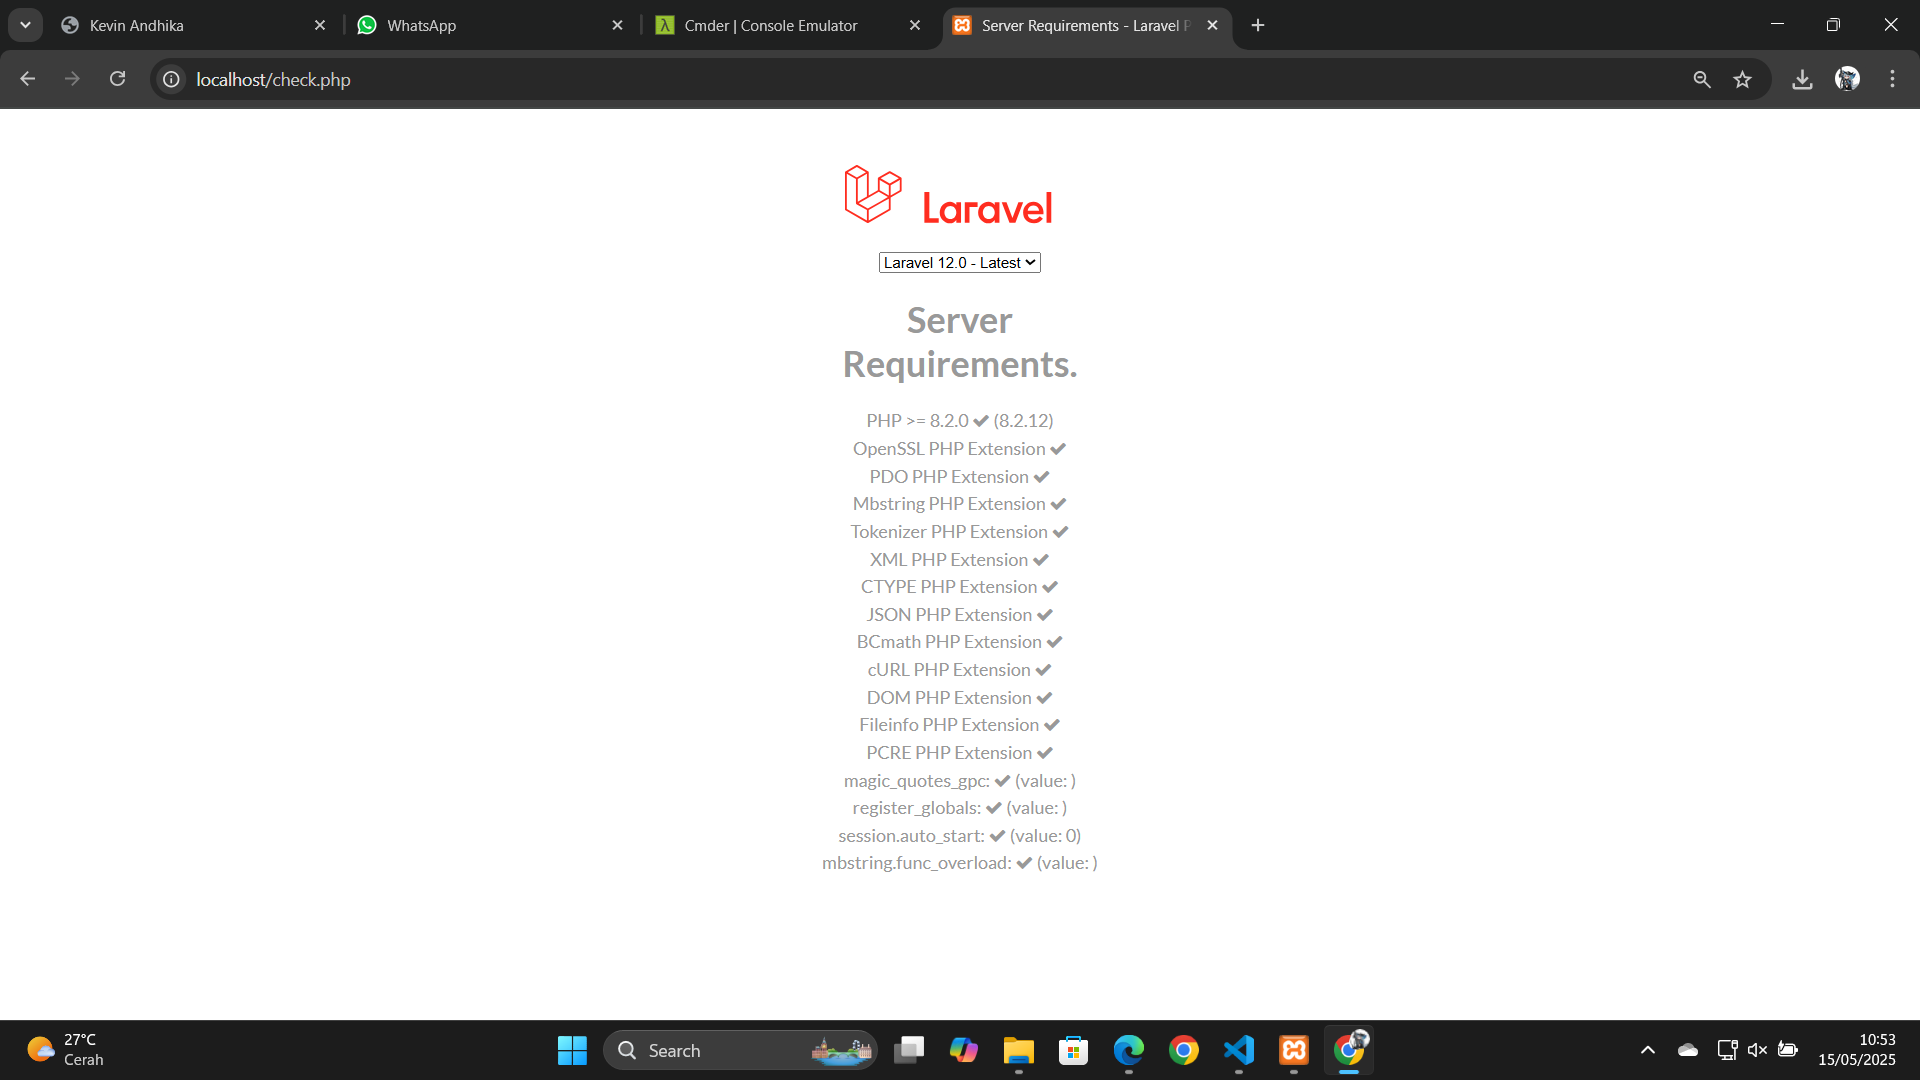 Kevin Andhika
WhatsApp
Cmder | Console Emulator
Server Requirements - Laravel P
localhost/check.php
Laravel
Laravel 12.0 - Latest
Server
Requirements.
PHP >= 8.2.0 ✔ (8.2.12)
OpenSSL PHP Extension ✔
PDO PHP Extension ✔
Mbstring PHP Extension ✔
Tokenizer PHP Extension ✔
XML PHP Extension ✔
CTYPE PHP Extension ✔
JSON PHP Extension ✔
BCmath PHP Extension ✔
cURL PHP Extension ✔
DOM PHP Extension ✔
Fileinfo PHP Extension ✔
PCRE PHP Extension ✔
magic_quotes_gpc: ✔ (value: )
register_globals: ✔ (value: )
session.auto_start: ✔ (value: 0)
mbstring.func_overload: ✔ (value: )
27°C
Cerah
Search
10:53
15/05/2025